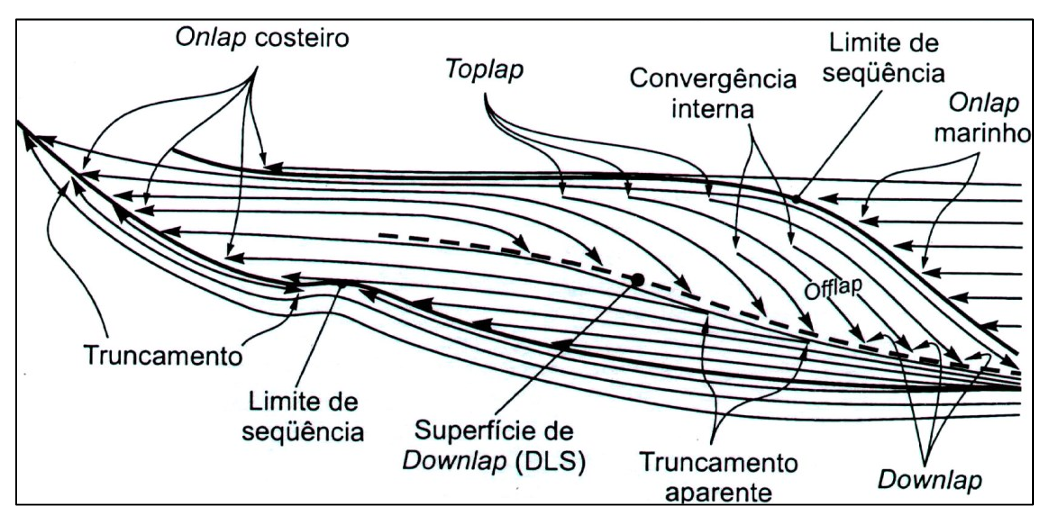 Onlap costeiro
Toplap
Convergência
interna
Limite de
seqüência
Onlap
marinho
Offlap
Truncamento
Limite de
seqüência
Superfície de
Downlap (DLS)
Truncamento
aparente
Downlap